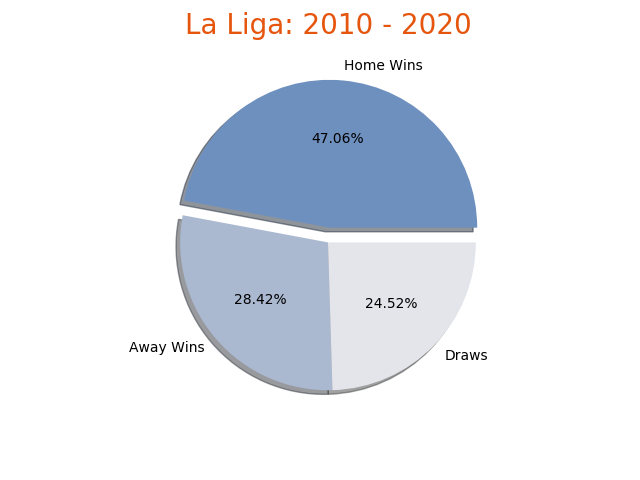 La Liga: 2010 - 2020
Home Wins
47.06%
28.42%
24.52%
Away Wins
Draws